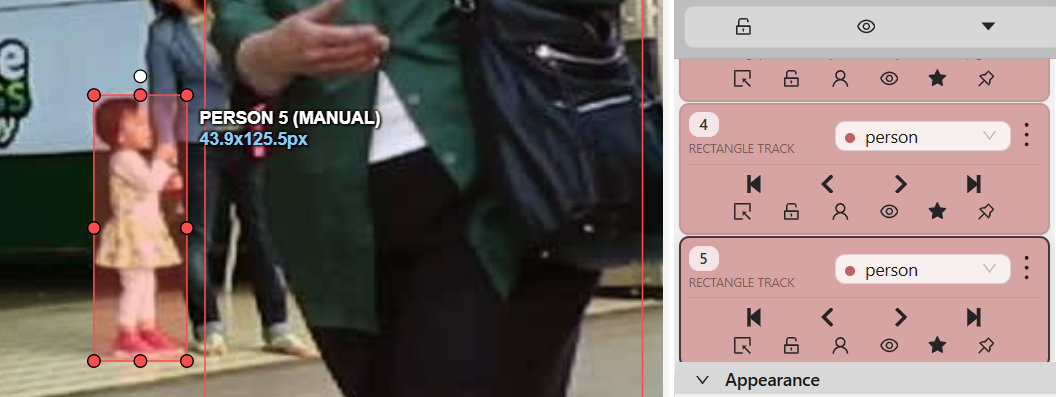 e
s
y
PERSON 5 (MANUAL)
43.9x125.5px
4
person
RECTANGLE TRACK
5
person
RECTANGLE TRACK
Appearance